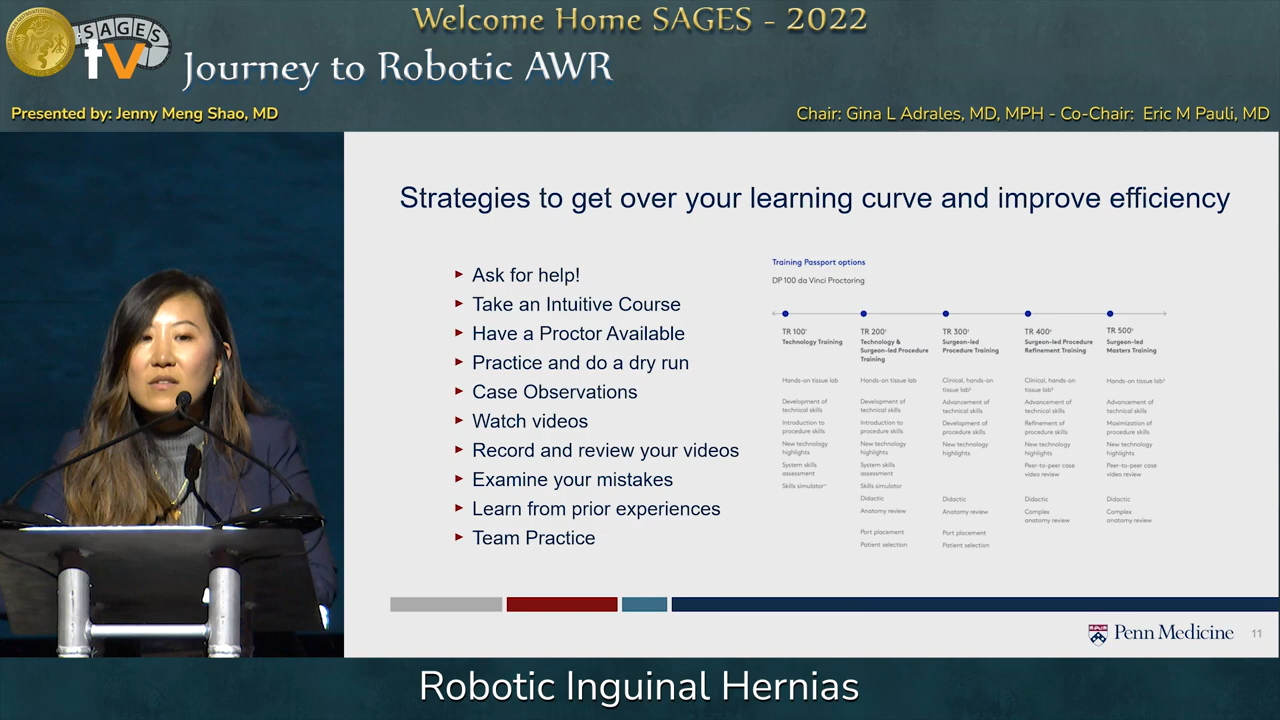 Welcome Home SAGES - 2022
SAGES
tv
Journey to Robotic AWR
Presented by: Jenny Meng Shao, MD
Chair: Gina L Adrales, MD, MPH - Co-Chair: Eric M Pauli, MD
Strategies to get over your learning curve and improve efficiency
► Ask for help!
► Take an Intuitive Course
► Have a Proctor Available
► Practice and do a dry run
► Case Observations
► Watch videos
► Record and review your videos
► Examine your mistakes
► Learn from prior experiences
► Team Practice
Training Passport options
DP 100 da Vinci Proctoring
TR 100
Technology Training
Hands-on tissue lab
Development of
technical skills
Introduction to
procedure skills
New technology
highlights
System skills
assessment
Skills simulator
TR 200
Technology &
Surgeon-led Procedure
Training
Hands-on tissue lab
Development of
technical skills
Introduction to
procedure skills
New technology
highlights
System skills
assessment
Skills simulator
Didactic
Anatomy review
Port placement
Patient selection
TR 300
Surgeon-led
Procedure Training
Clinical, hands-on
tissue lab
Advancement of
technical skills
Development of
procedure skills
New technology
highlights
Didactic
Anatomy review
Port placement
Patient selection
TR 400
Surgeon-led Procedure
Refinement Training
Clinical, hands-on
tissue lab
Advancement of
technical skills
Refinement of
procedure skills
New technology
highlights
Peer-to-peer case
video review
Didactic
Complex
anatomy review
TR 500
Surgeon-led
Masters Training
Hands-on tissue lab
Advancement of
technical skills
Maximization of
procedure skills
New technology
highlights
Peer-to-peer case
video review
Didactic
Complex
anatomy review
Penn Medicine
11
Robotic Inguinal Hernias